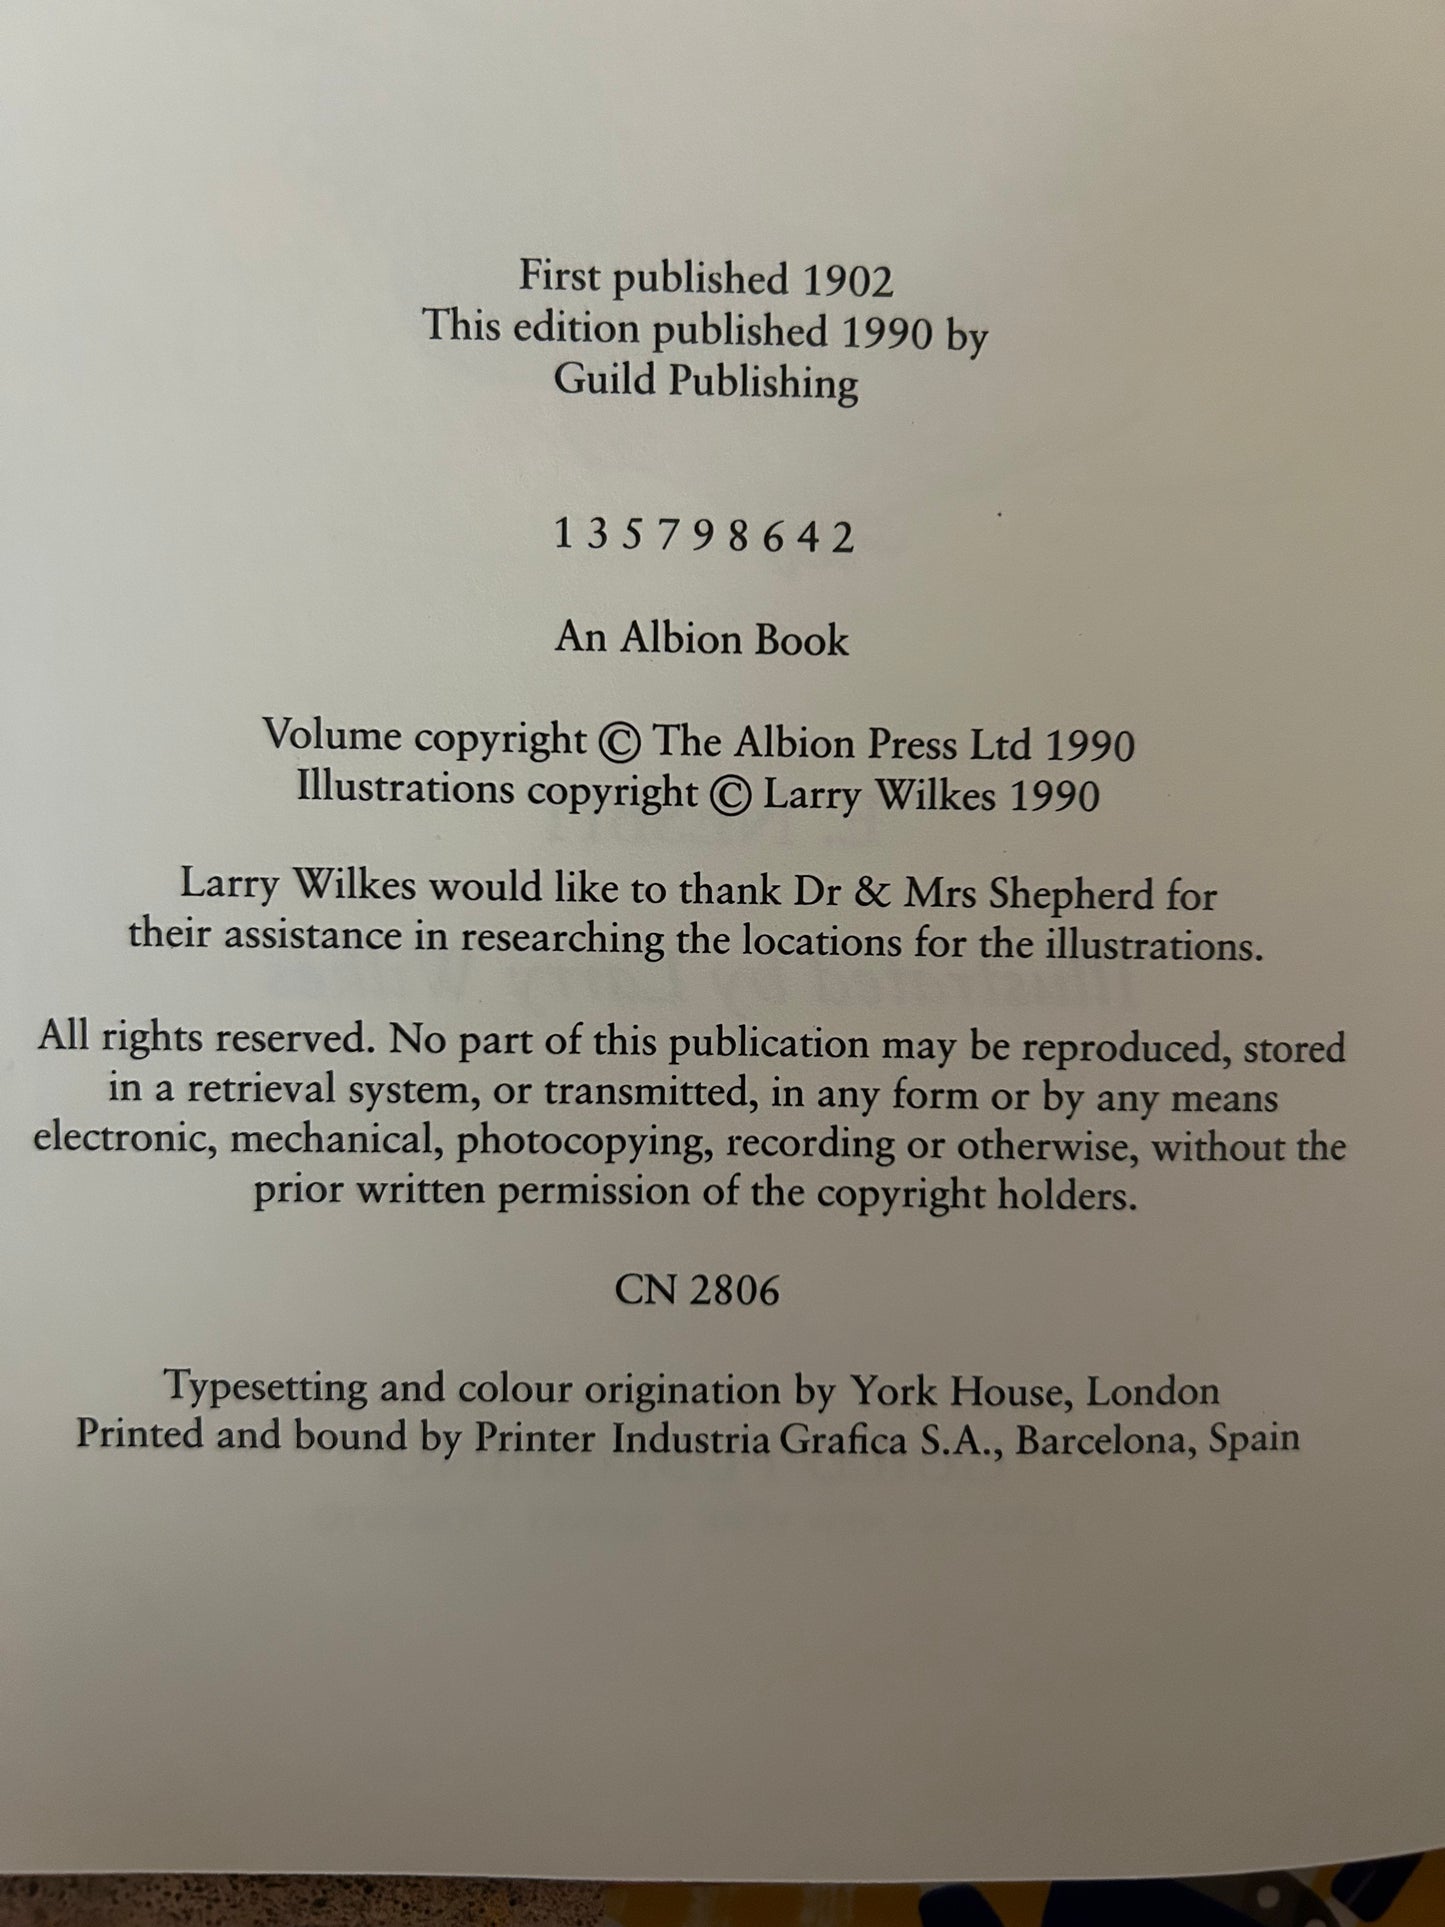 First published 1902
This edition published 1990 by
Guild Publishing
1 3 5 7 9 8 6 4 2
An Albion Book
Volume copyright © The Albion Press Ltd 1990
Illustrations copyright © Larry Wilkes 1990
Larry Wilkes would like to thank Dr & Mrs Shepherd for
their assistance in researching the locations for the illustrations.
All rights reserved. No part of this publication may be reproduced, stored
in a retrieval system, or transmitted, in any form or by any means
electronic, mechanical, photocopying, recording or otherwise, without the
prior written permission of the copyright holders.
CN 2806
Typesetting and colour origination by York House, London
Printed and bound by Printer Industria Grafica S.A., Barcelona, Spain